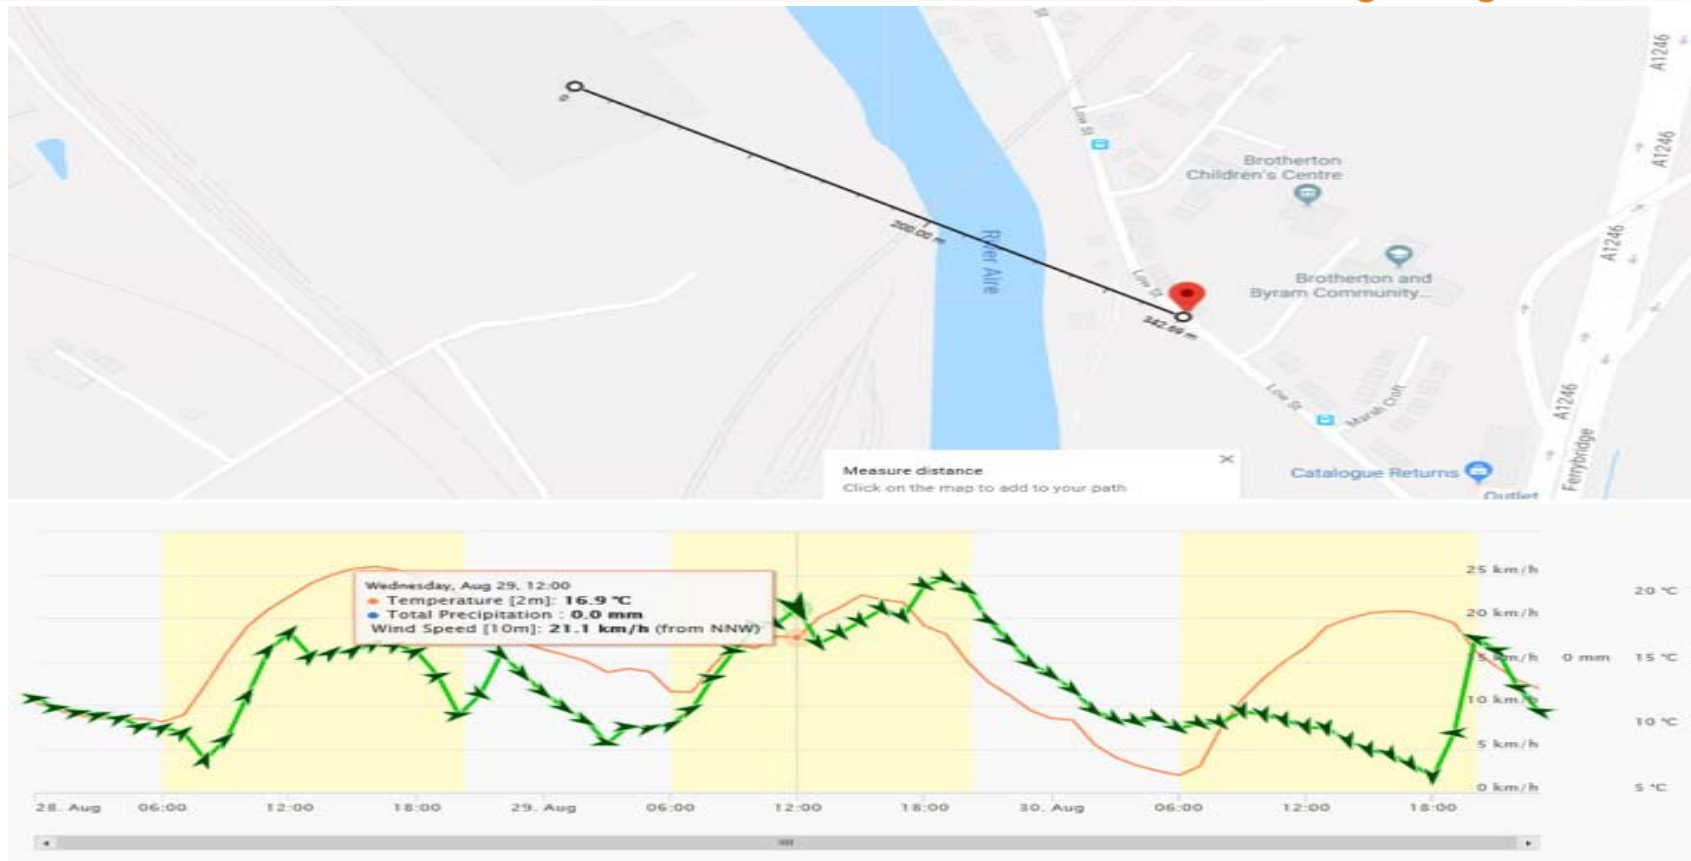 St
A1246
Low St
A1246
Brotherton
Children's Centre
0
200.00 m
River Aire
A1246
Low St
Brotherton and
Byram Community...
342.69 m
Low St
Marsh Croft
A1246
Ferrybridge
Measure distance
Click on the map to add to your path
Catalogue Returns
Outlet
Wednesday, Aug 29, 12:00
Temperature [2m]: 16.9 °C
Total Precipitation : 0.0 mm
Wind Speed [10m]: 21.1 km/h (from NNW)
25 km/h
20 °C
20 km/h
15 km/h 0 mm 15 °C
10 km/h
10 °C
5 km/h
0 km/h 5 °C
28. Aug 06:00 12:00 18:00 29. Aug 06:00 12:00 18:00 30. Aug 06:00 12:00 18:00